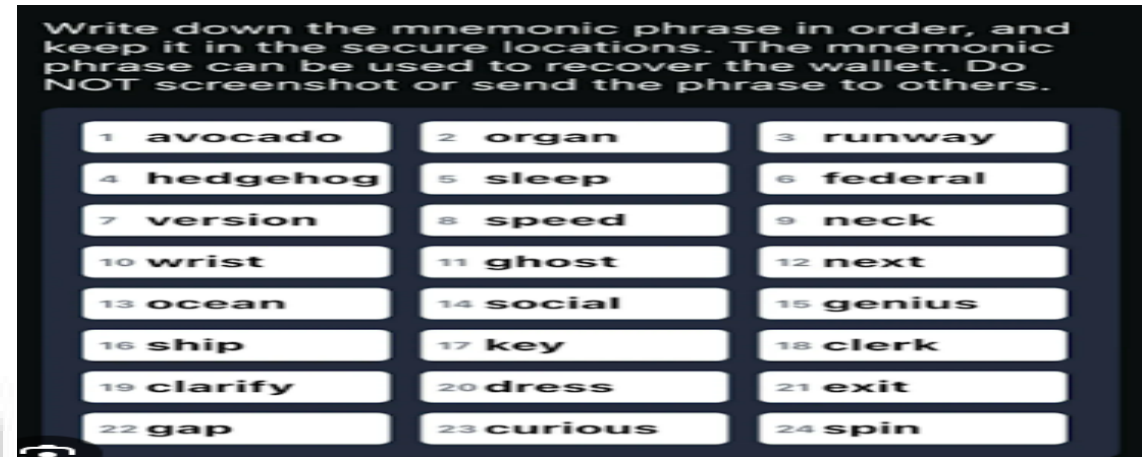 Write down the mnemonic phrase in order, and
keep it in the secure locations. The mnemonic
phrase can be used to recover the wallet. Do
NOT screenshot or send the phrase to others.
1 avocado 2 organ 3 runway
4 hedgehog 5 sleep 6 federal
7 version 8 speed 9 neck
10 wrist 11 ghost 12 next
13 ocean 14 social 15 genius
16 ship 17 key 18 clerk
19 clarify 20 dress 21 exit
22 gap 23 curious 24 spin